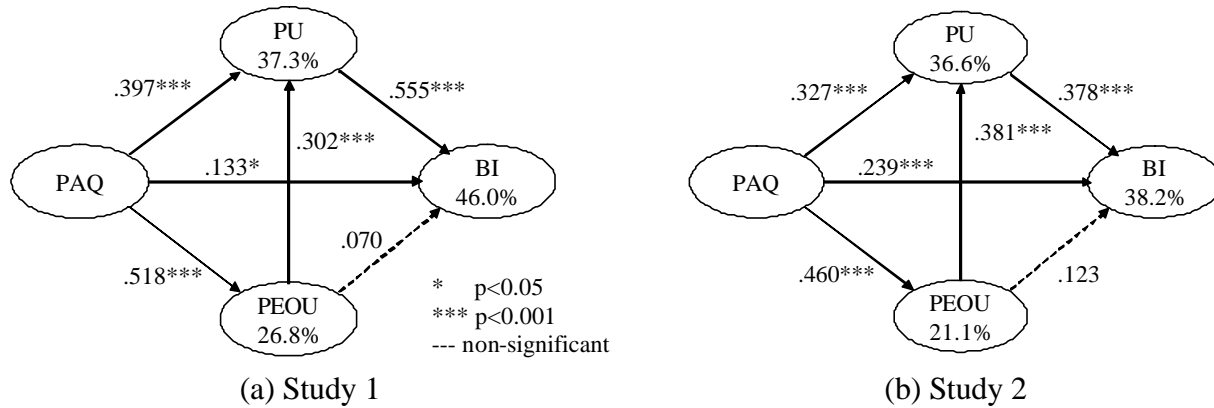 PU
37.3%
.397***
.555***
.302***
PAQ
.133*
BI
46.0%
.070
.518***
PEOU
26.8%
* p<0.05
*** p<0.001
--- non-significant
(a) Study 1
PU
36.6%
.327***
.378***
.381***
PAQ
.239***
BI
38.2%
.460***
.123
PEOU
21.1%
(b) Study 2